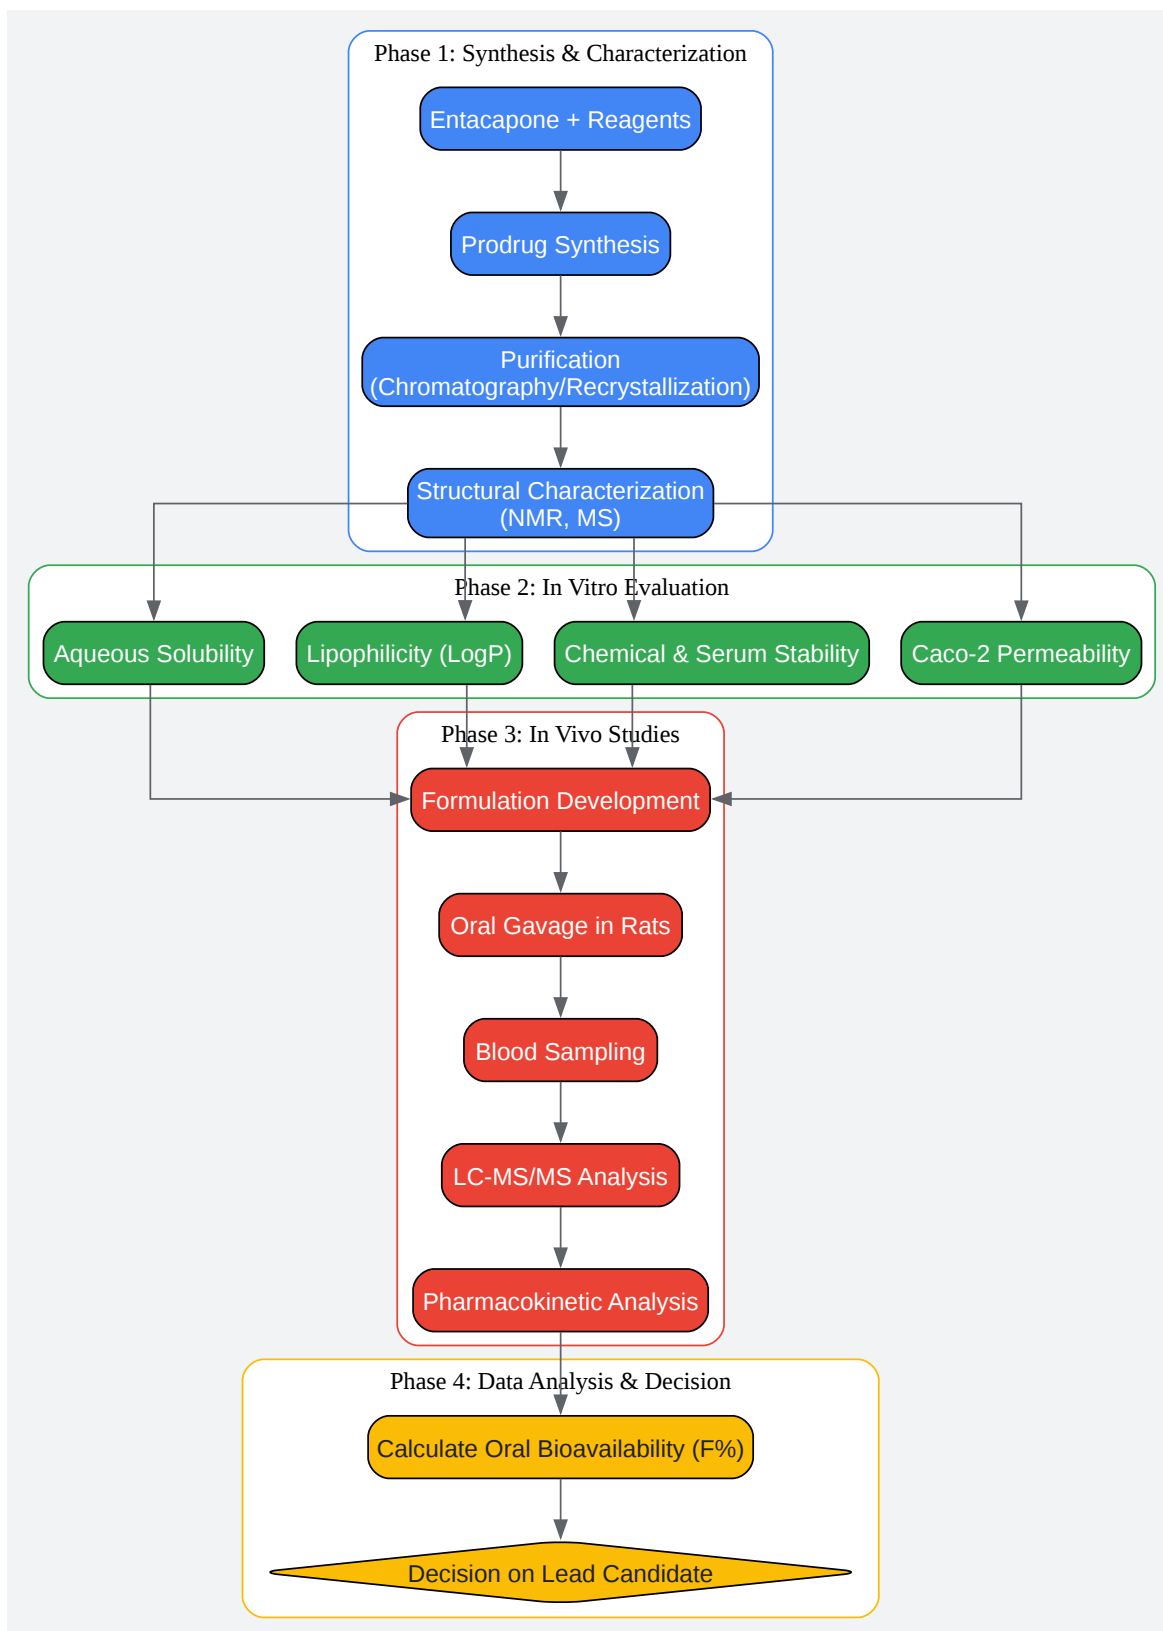 Phase 1: Synthesis & Characterization
Entacapone + Reagents
Prodrug Synthesis
Purification
(Chromatography/Recrystallization)
Structural Characterization
(NMR, MS)
Phase 2: In Vitro Evaluation
Aqueous Solubility
Lipophilicity (LogP)
Chemical & Serum Stability
Caco-2 Permeability
Phase 3: In Vivo Studies
Formulation Development
Oral Gavage in Rats
Blood Sampling
LC-MS/MS Analysis
Pharmacokinetic Analysis
Phase 4: Data Analysis & Decision
Calculate Oral Bioavailability (F%)
Decision on Lead Candidate